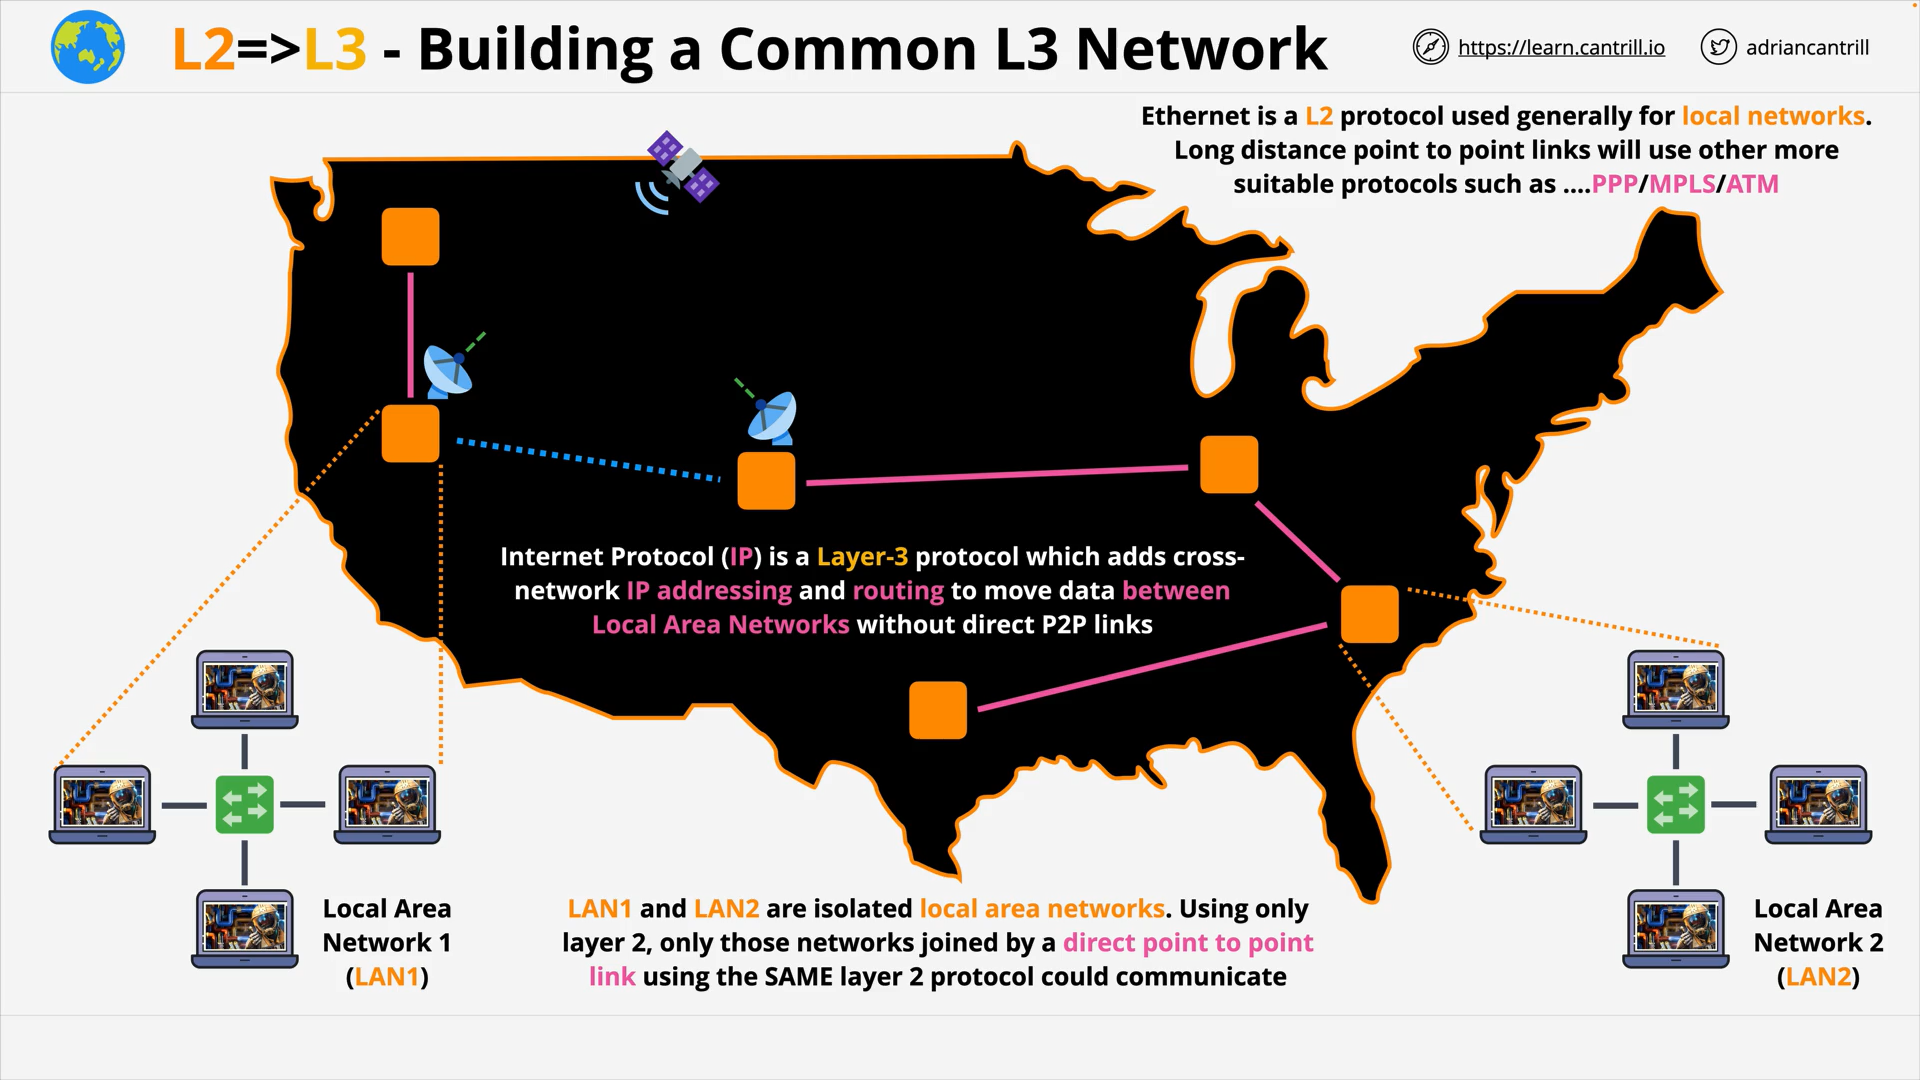 L2=>L3 - Building a Common L3 Network
https://learn.cantrill.io
adriancantrill
Ethernet is a L2 protocol used generally for local networks.
Long distance point to point links will use other more
suitable protocols such as ....PPP/MPLS/ATM
Internet Protocol (IP) is a Layer-3 protocol which adds cross-
network IP addressing and routing to move data between
Local Area Networks without direct P2P links
Local Area
Network 1
(LAN1)
LAN1 and LAN2 are isolated local area networks. Using only
layer 2, only those networks joined by a direct point to point
link using the SAME layer 2 protocol could communicate
Local Area
Network 2
(LAN2)